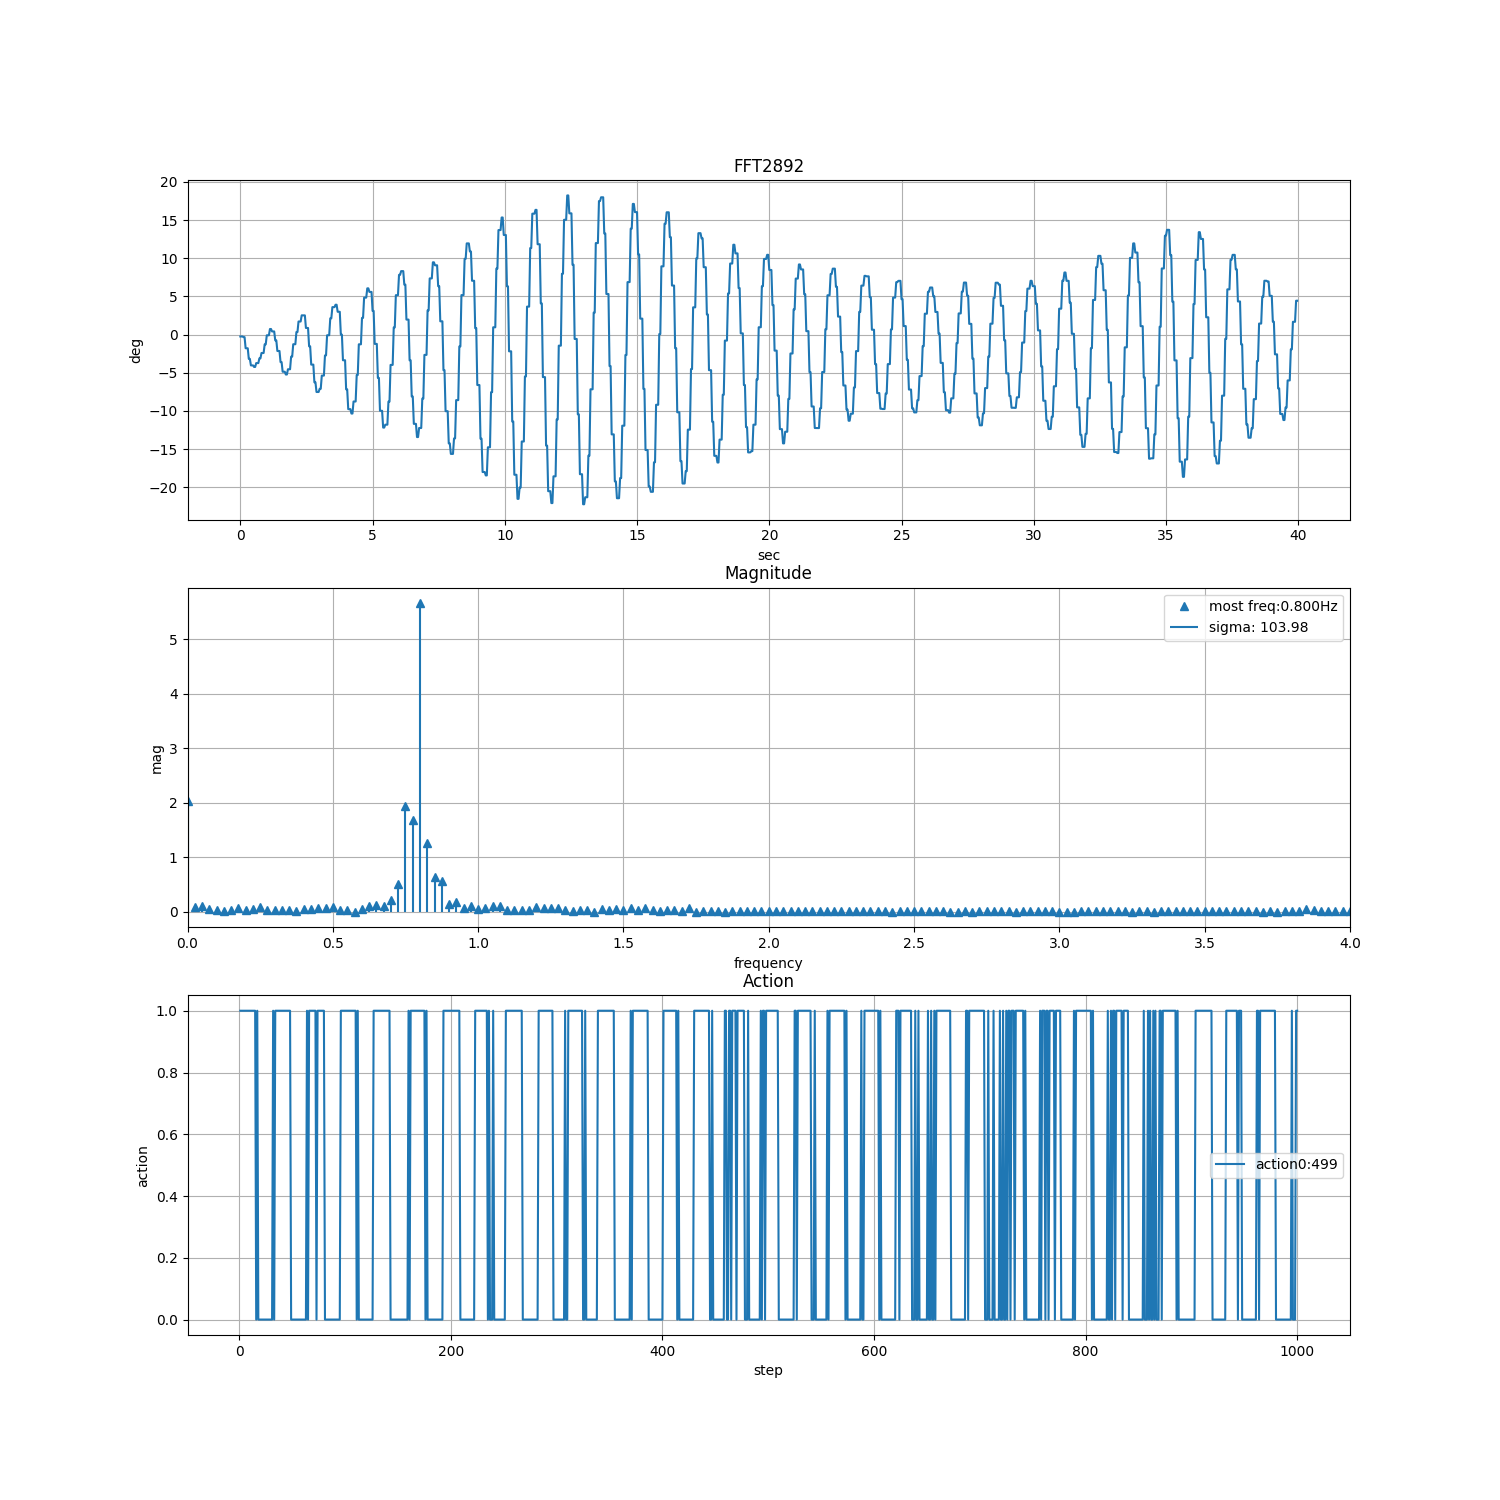 FFT2892
20
15
10
5
0
−5
−10
−15
−20
deg
0 5 10 15 20 25 30 35 40
sec
Magnitude
most freq:0.800Hz
sigma: 103.98
5
4
3
2
1
0
mag
0.0 0.5 1.0 1.5 2.0 2.5 3.0 3.5 4.0
frequency
Action
1.0
0.8
0.6
0.4
0.2
0.0
action
action0:499
0 200 400 600 800 1000
step